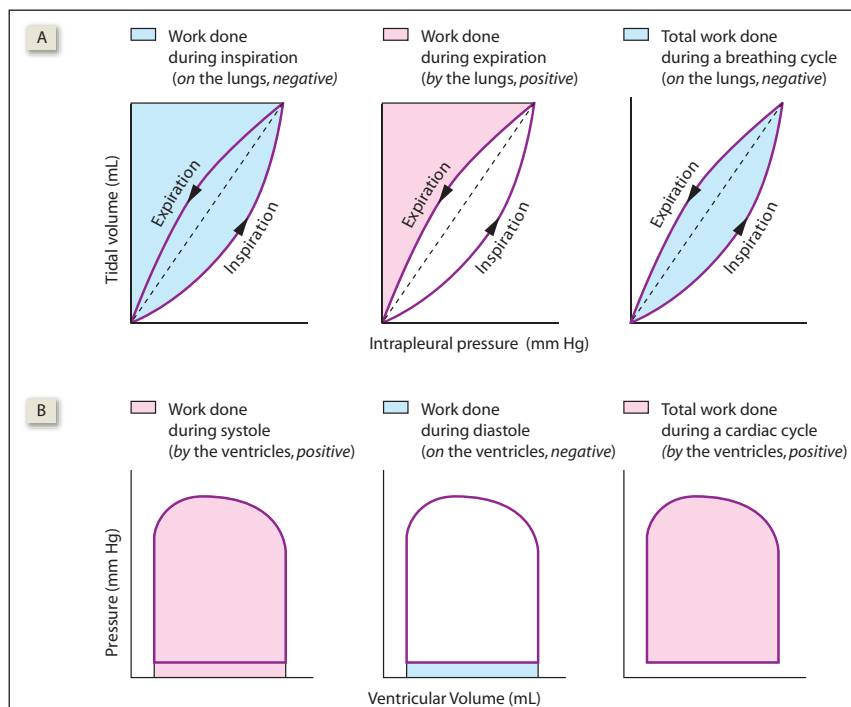 A
Work done
during inspiration
(on the lungs, negative)
Work done
during expiration
(by the lungs, positive)
Total work done
during a breathing cycle
(on the lungs, negative)
Tidal volume (mL)
Expiration
Inspiration
Expiration
Inspiration
Expiration
Inspiration
Intrapleural pressure (mm Hg)
B
Work done
during systole
(by the ventricles, positive)
Work done
during diastole
(on the ventricles, negative)
Total work done
during a cardiac cycle
(by the ventricles, positive)
Pressure (mm Hg)
Ventricular Volume (mL)